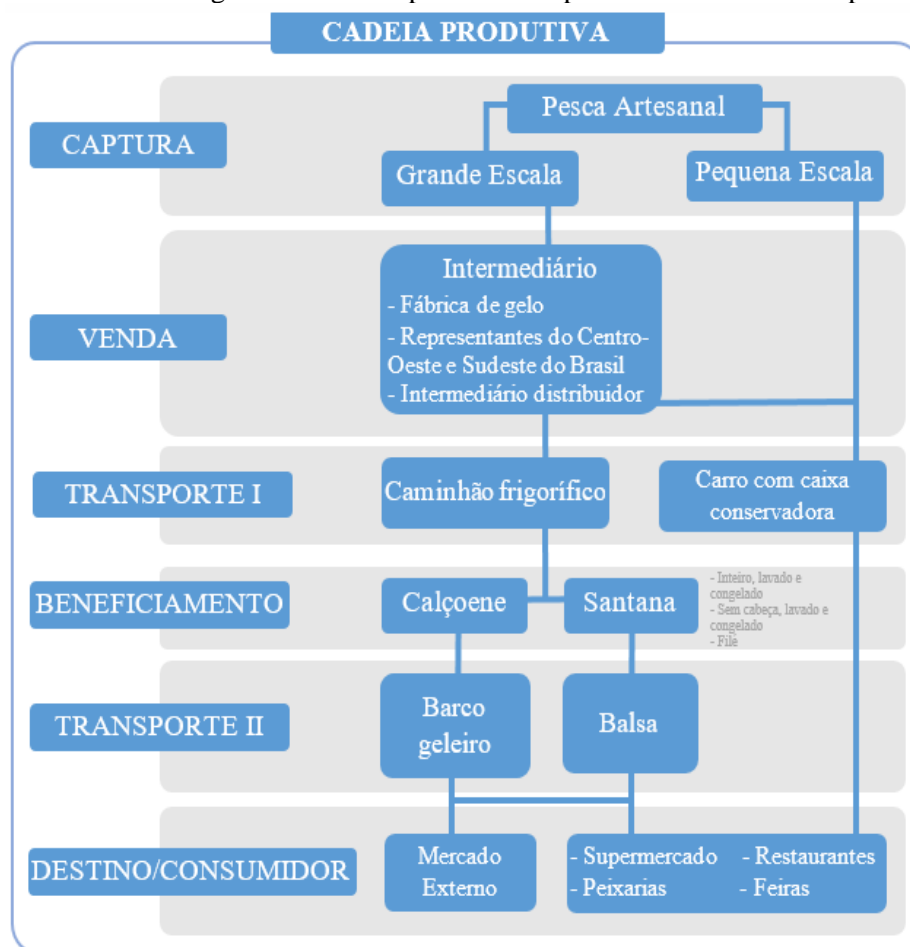 CADEIA PRODUTIVA
Pesca Artesanal
CAPTURA
Grande Escala
Pequena Escala
Intermediário
- Fábrica de gelo
- Representantes do Centro-
Oeste e Sudeste do Brasil
- Intermediário distribuidor
VENDA
TRANSPORTE I
Caminhão frigorífico
Carro com caixa
conservadora
BENEFICIAMENTO
Calçoene
Santana
- Inteiro, lavado e
congelado
- Sem cabeça, lavado e
congelado
- File
TRANSPORTE II
Barco
geleiro
Balsa
DESTINO/CONSUMIDOR
Mercado
Externo
- Supermercado - Restaurantes
- Peixarias - Feiras